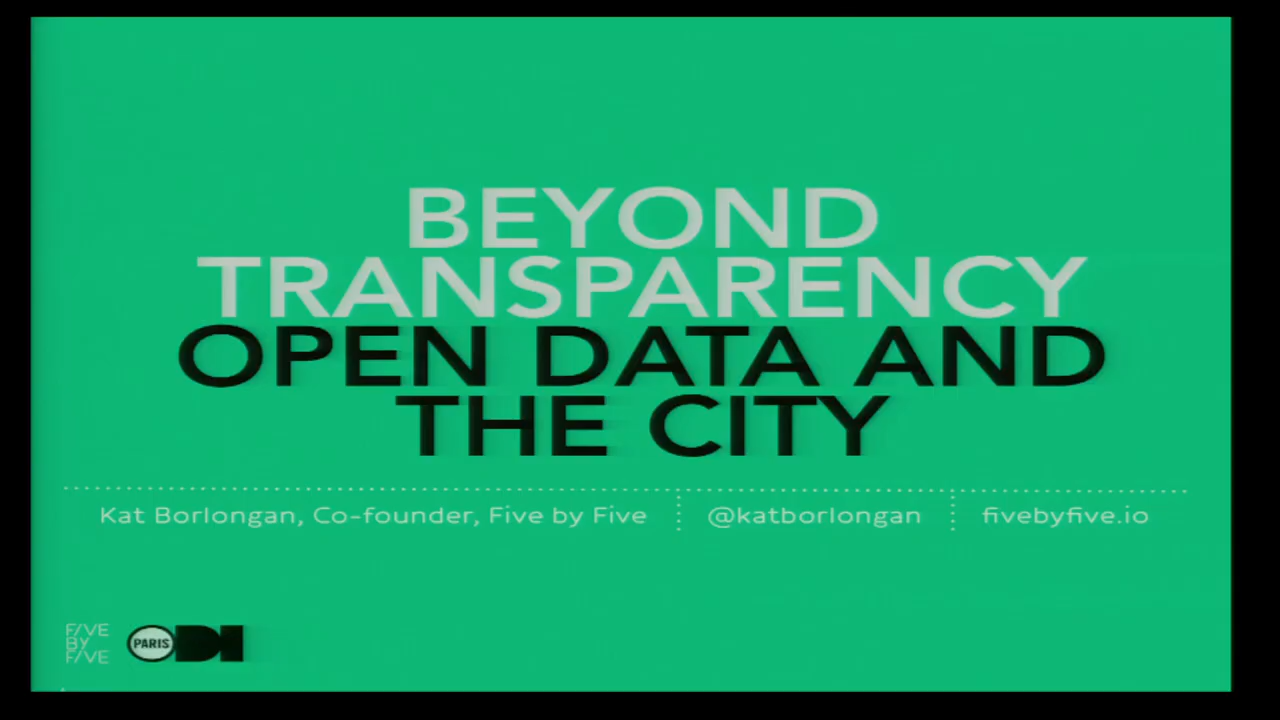 BEYOND
TRANSPARENCY
OPEN DATA AND
THE CITY
Kat Borlongan, Co-founder, Five by Five
@katborlongan
fivebyfive.io
F/VE
BY
F/VE
PARIS
ODI